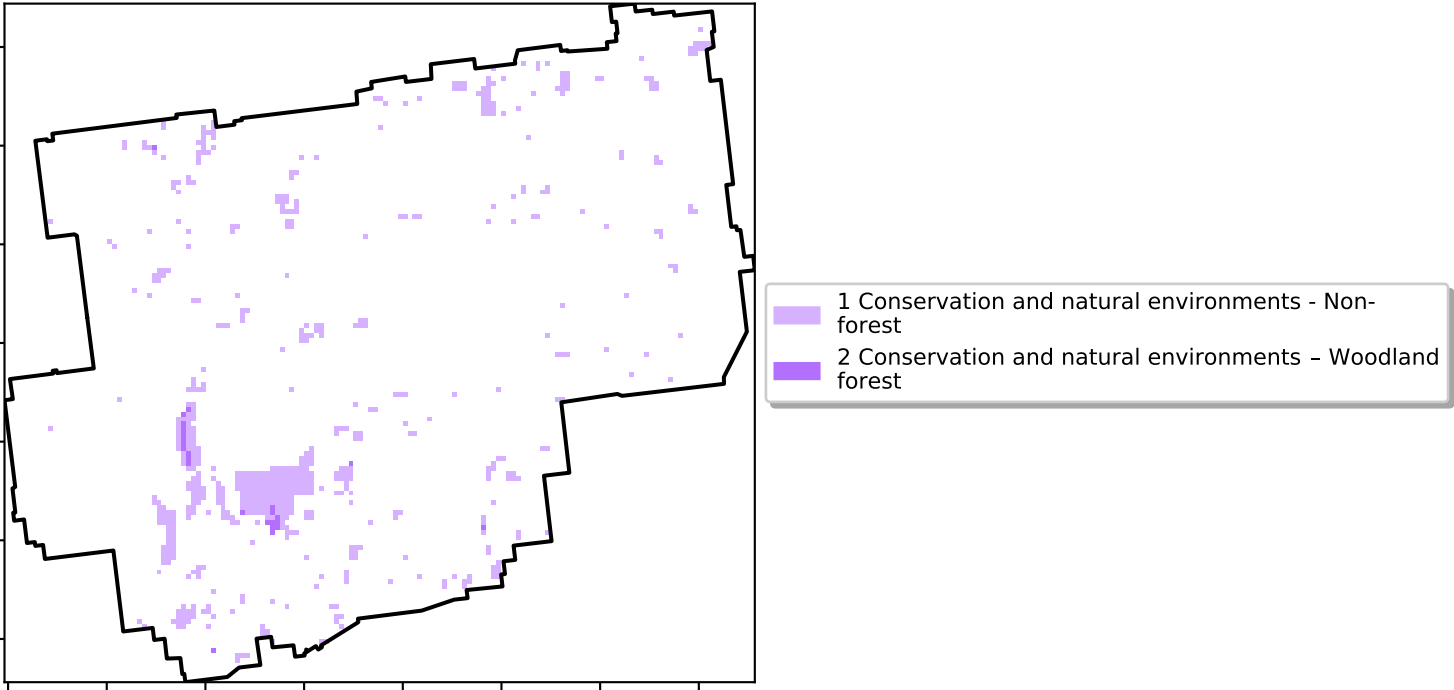 1 Conservation and natural environments - Non-
forest
2 Conservation and natural environments – Woodland
forest